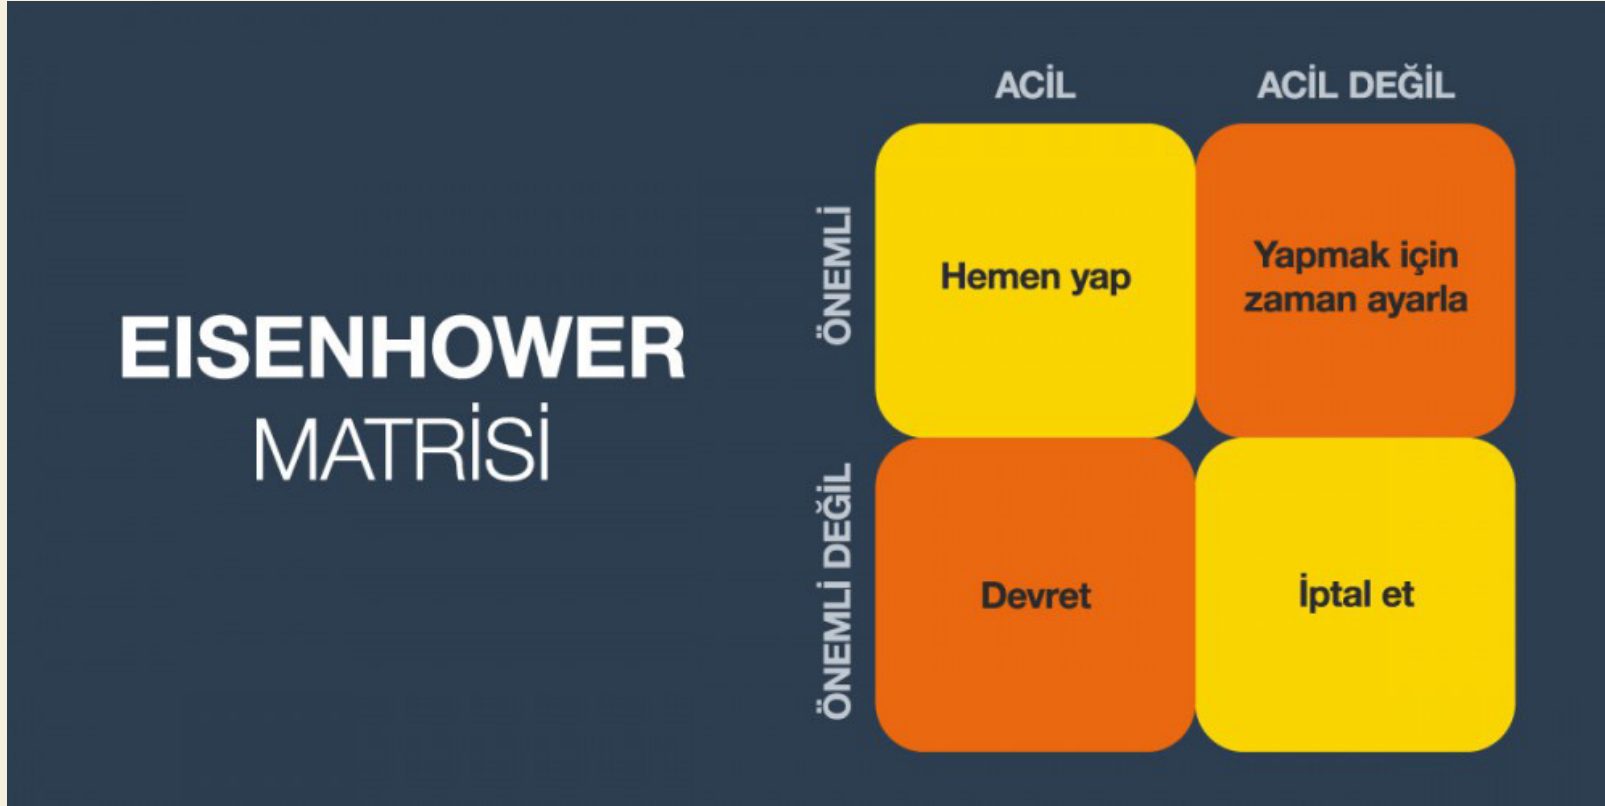 EISENHOWER
MATRİSİ
ACİL
ACİL DEĞİL
ÖNEMLİ
Hemen yap
Yapmak için
zaman ayarla
ÖNEMLİ DEĞİL
Devret
İptal et